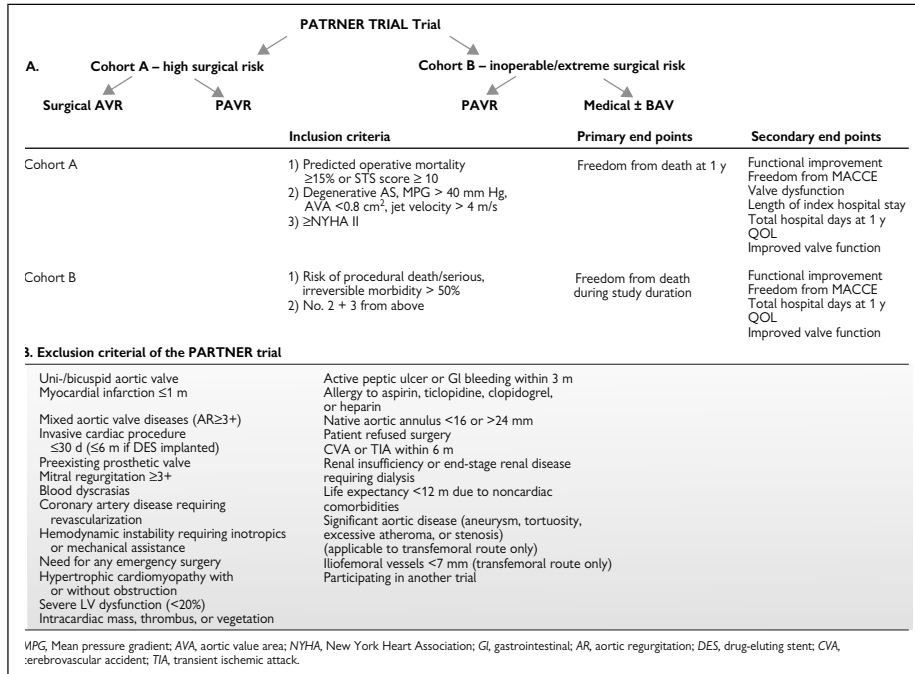 PATRNER TRIAL Trial
A.
Cohort A – high surgical risk
Cohort B – inoperable/extreme surgical risk
Surgical AVR
PAVR
PAVR
Medical ± BAV
Inclusion criteria
Primary end points
Secondary end points
Cohort A
1) Predicted operative mortality
≥15% or STS score ≥ 10
2) Degenerative AS, MPG > 40 mm Hg,
AVA <0.8 cm², jet velocity > 4 m/s
3) ≥NYHA II
Freedom from death at 1 y
Functional improvement
Freedom from MACCE
Valve dysfunction
Length of index hospital stay
Total hospital days at 1 y
QOL
Improved valve function
Cohort B
1) Risk of procedural death/serious,
irreversible morbidity > 50%
2) No. 2 + 3 from above
Freedom from death
during study duration
Functional improvement
Freedom from MACCE
Total hospital days at 1 y
QOL
Improved valve function
B. Exclusion criterial of the PARTNER trial
Uni-/bicuspid aortic valve
Myocardial infarction ≤1 m
Mixed aortic valve diseases (AR≥3+)
Invasive cardiac procedure
≤30 d (≤6 m if DES implanted)
Preexisting prosthetic valve
Mitral regurgitation ≥3+
Blood dyscrasias
Coronary artery disease requiring
revascularization
Hemodynamic instability requiring inotropics
or mechanical assistance
Need for any emergency surgery
Hypertrophic cardiomyopathy with
or without obstruction
Severe LV dysfunction (<20%)
Intracardiac mass, thrombus, or vegetation
Active peptic ulcer or GI bleeding within 3 m
Allergy to aspirin, ticlopidine, clopidogrel,
or heparin
Native aortic annulus <16 or >24 mm
Patient refused surgery
CVA or TIA within 6 m
Renal insufficiency or end-stage renal disease
requiring dialysis
Life expectancy <12 m due to noncardiac
comorbidities
Significant aortic disease (aneurysm, tortuosity,
excessive atheroma, or stenosis)
(applicable to transfemoral route only)
Iliofemoral vessels <7 mm (transfemoral route only)
Participating in another trial
MPG, Mean pressure gradient; AVA, aortic value area; NYHA, New York Heart Association; GI, gastrointestinal; AR, aortic regurgitation; DES, drug-eluting stent; CVA,
cerebrovascular accident; TIA, transient ischemic attack.